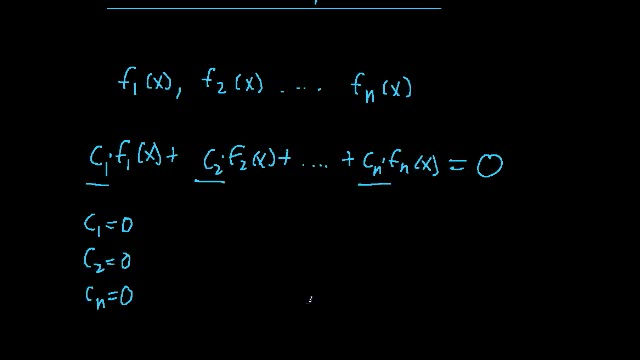 f₁(x), f₂(x) ..... fₙ(x)
C₁·f₁(x)+ C₂·f₂(x)+ .... + Cₙ·fₙ(x) = 0
C₁=0
C₂=0
Cₙ=0